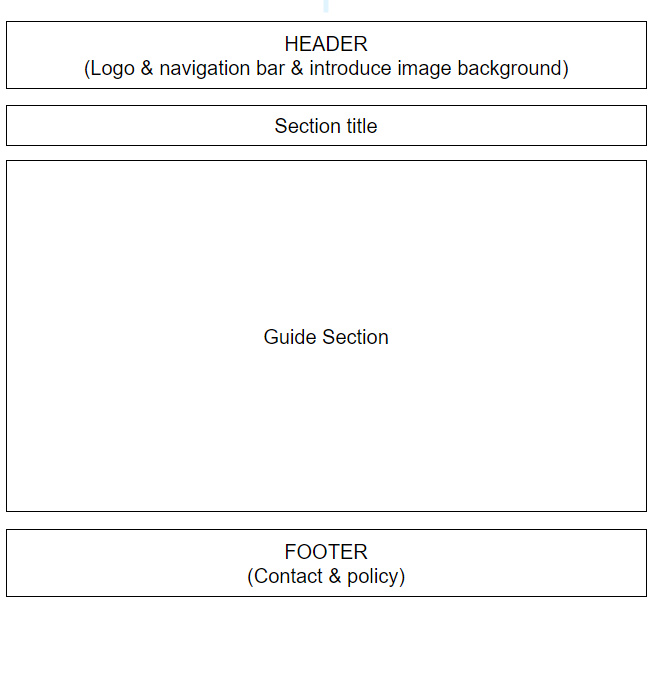 HEADER
(Logo & navigation bar & introduce image background)
Section title
Guide Section
FOOTER
(Contact & policy)